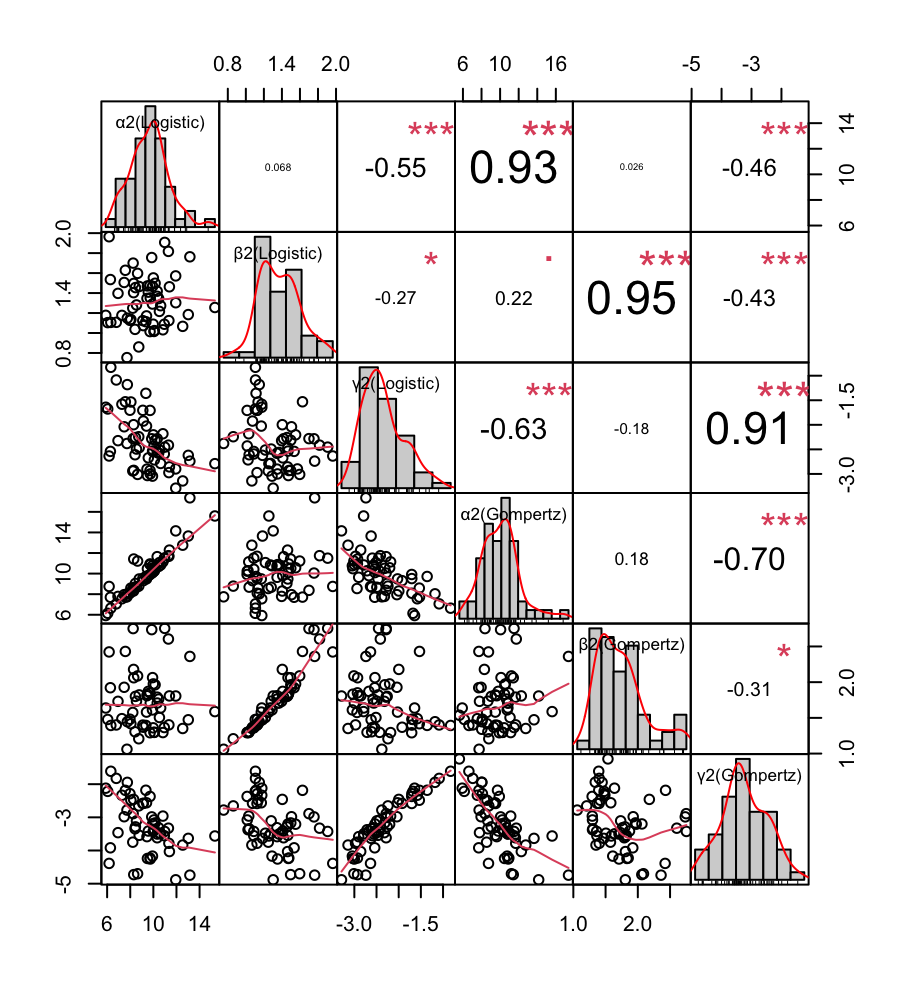 0.8 1.4 2.0 6 10 16 -5 -3
α2(Logistic) *** *** *** 14
0.068 -0.55 0.93 0.026 -0.46 10
6
2.0 β2(Logistic) * . *** ***
1.4 -0.27 0.22 0.95 -0.43
0.8
γ2(Logistic) *** *** -1.5
-0.63 -0.18 0.91
-3.0
α2(Gompertz) ***
14 0.18 -0.70
10
6
β2(Gompertz) *
-0.31 2.0
1.0
γ2(Gompertz)
-3
-5
6 10 14 -3.0 -1.5 1.0 2.0